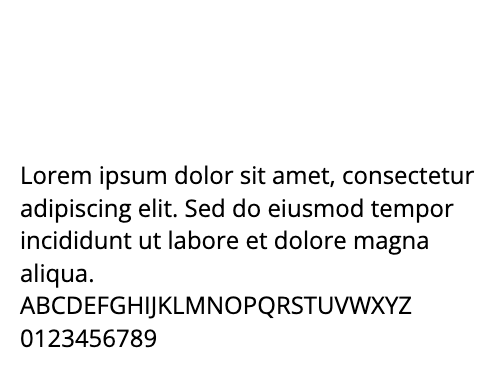 Lorem ipsum dolor sit amet, consectetur
adipiscing elit. Sed do eiusmod tempor
incididunt ut labore et dolore magna
aliqua.
ABCDEFGHIJKLMNOPQRSTUVWXYZ
0123456789